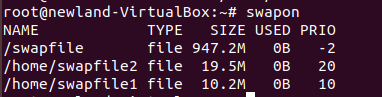 root@newland-VirtualBox:~# swapon
NAME TYPE SIZE USED PRIO
/swapfile file 947.2M 0B -2
/home/swapfile2 file 19.5M 0B 20
/home/swapfile1 file 10.2M 0B 10